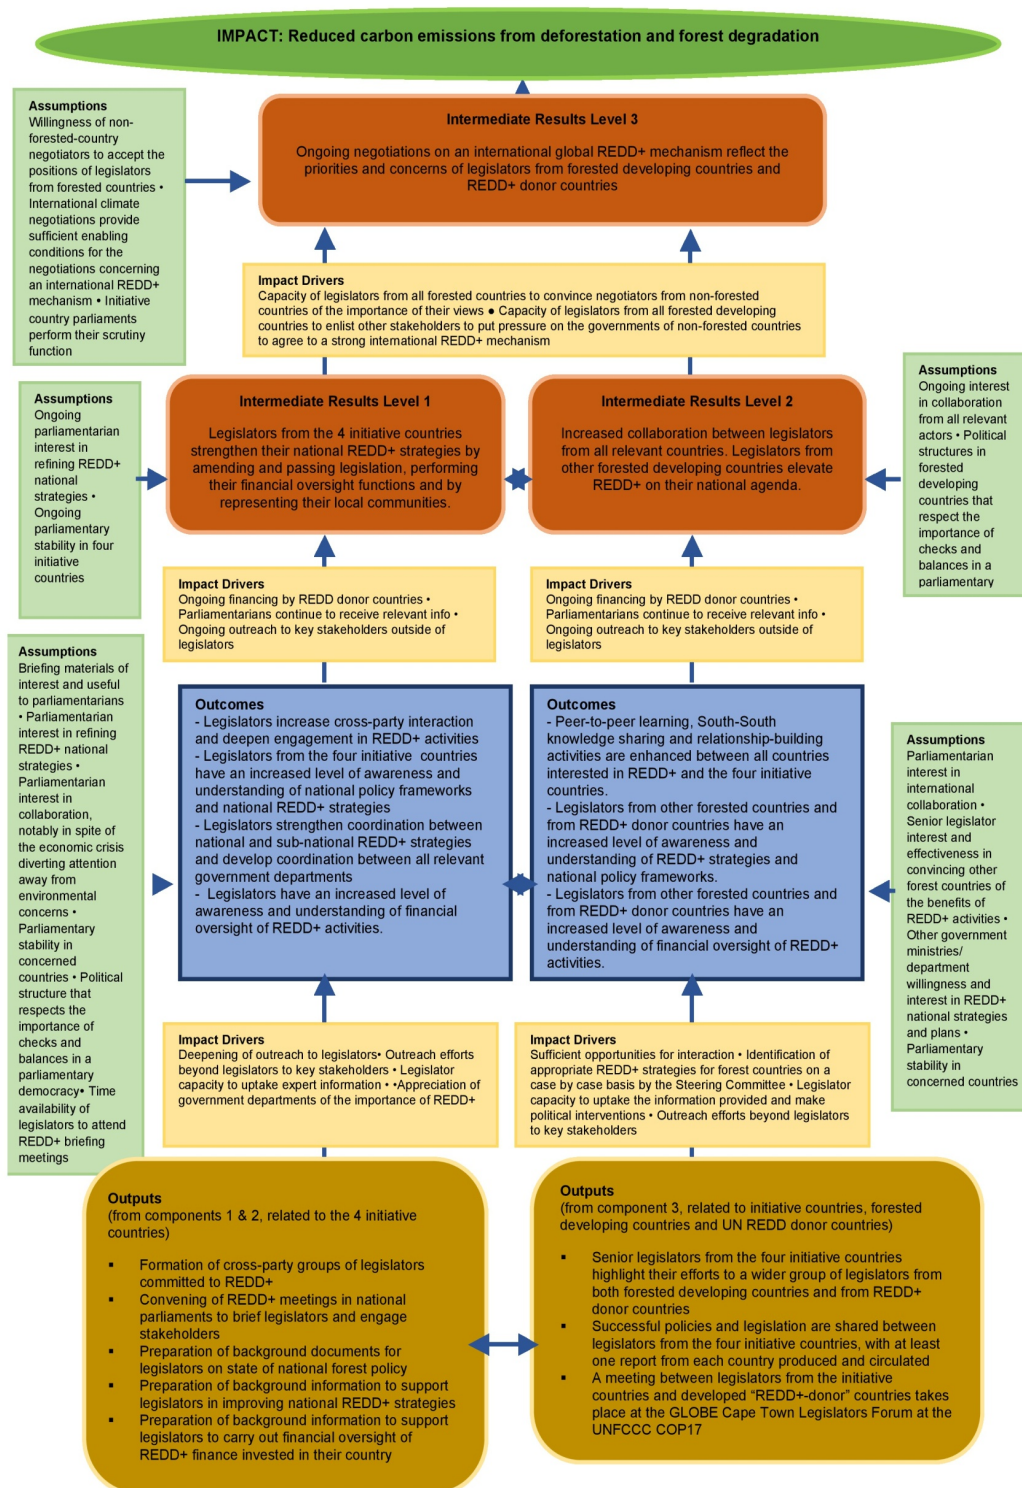 IMPACT: Reduced carbon emissions from deforestation and forest degradation
Assumptions
Willingness of non-
forested-country
negotiators to accept the
positions of legislators
from forested countries •
International climate
negotiations provide
sufficient enabling
conditions for the
negotiations concerning
an international REDD+
mechanism • Initiative
country parliaments
perform their scrutiny
function
Intermediate Results Level 3
Ongoing negotiations on an international global REDD+ mechanism reflect the
priorities and concerns of legislators from forested developing countries and
REDD+ donor countries
Impact Drivers
Capacity of legislators from all forested countries to convince negotiators from non-forested
countries of the importance of their views ● Capacity of legislators from all forested developing
countries to enlist other stakeholders to put pressure on the governments of non-forested countries
to agree to a strong international REDD+ mechanism
Assumptions
Ongoing
parliamentarian
interest in
refining REDD+
national
strategies •
Ongoing
parliamentary
stability in four
initiative
countries
Intermediate Results Level 1
Legislators from the 4 initiative countries
strengthen their national REDD+ strategies by
amending and passing legislation, performing
their financial oversight functions and by
representing their local communities.
Intermediate Results Level 2
Increased collaboration between legislators
from all relevant countries. Legislators from
other forested developing countries elevate
REDD+ on their national agenda.
Assumptions
Ongoing interest
in collaboration
from all relevant
actors • Political
structures in
forested
developing
countries that
respect the
importance of
checks and
balances in a
parliamentary
Impact Drivers
Ongoing financing by REDD donor countries •
Parliamentarians continue to receive relevant info •
Ongoing outreach to key stakeholders outside of
legislators
Impact Drivers
Ongoing financing by REDD donor countries •
Parliamentarians continue to receive relevant info •
Ongoing outreach to key stakeholders outside of
legislators
Assumptions
Briefing materials of
interest and useful
to parliamentarians
• Parliamentarian
interest in refining
REDD+ national
strategies •
Parliamentarian
interest in
collaboration,
notably in spite of
the economic crisis
diverting attention
away from
environmental
concerns •
Parliamentary
stability in
concerned
countries • Political
structure that
respects the
importance of
checks and
balances in a
parliamentary
democracy• Time
availability of
legislators to attend
REDD+ briefing
meetings
Outcomes
- Legislators increase cross-party interaction
and deepen engagement in REDD+ activities
- Legislators from the four initiative countries
have an increased level of awareness and
understanding of national policy frameworks
and national REDD+ strategies
- Legislators strengthen coordination between
national and sub-national REDD+ strategies
and develop coordination between all relevant
government departments
- Legislators have an increased level of
awareness and understanding of financial
oversight of REDD+ activities.
Outcomes
- Peer-to-peer learning, South-South
knowledge sharing and relationship-building
activities are enhanced between all countries
interested in REDD+ and the four initiative
countries.
- Legislators from other forested countries and
from REDD+ donor countries have an
increased level of awareness and
understanding of REDD+ strategies and
national policy frameworks.
- Legislators from other forested countries and
from REDD+ donor countries have an
increased level of awareness and
understanding of financial oversight of REDD+
activities.
Assumptions
Parliamentarian
interest in
international
collaboration •
Senior legislator
interest and
effectiveness in
convincing other
forest countries of
the benefits of
REDD+ activities •
Other government
ministries/
department
willingness and
interest in REDD+
national strategies
and plans •
Parliamentary
stability in
concerned countries
Impact Drivers
Deepening of outreach to legislators• Outreach efforts
beyond legislators to key stakeholders • Legislator
capacity to uptake expert information • •Appreciation of
government departments of the importance of REDD+
Impact Drivers
Sufficient opportunities for interaction • Identification of
appropriate REDD+ strategies for forest countries on a
case by case basis by the Steering Committee • Legislator
capacity to uptake the information provided and make
political interventions • Outreach efforts beyond legislators
to key stakeholders
Outputs
(from components 1 & 2, related to the 4 initiative
countries)
▪ Formation of cross-party groups of legislators
committed to REDD+
▪ Convening of REDD+ meetings in national
parliaments to brief legislators and engage
stakeholders
▪ Preparation of background documents for
legislators on state of national forest policy
▪ Preparation of background information to support
legislators in improving national REDD+ strategies
▪ Preparation of background information to support
legislators to carry out financial oversight of
REDD+ finance invested in their country
Outputs
(from component 3, related to initiative countries, forested
developing countries and UN REDD donor countries)
▪ Senior legislators from the four initiative countries
highlight their efforts to a wider group of legislators from
both forested developing countries and from REDD+
donor countries
▪ Successful policies and legislation are shared between
legislators from the four initiative countries, with at least
one report from each country produced and circulated
▪ A meeting between legislators from the initiative
countries and developed “REDD+-donor” countries takes
place at the GLOBE Cape Town Legislators Forum at the
UNFCCC COP17